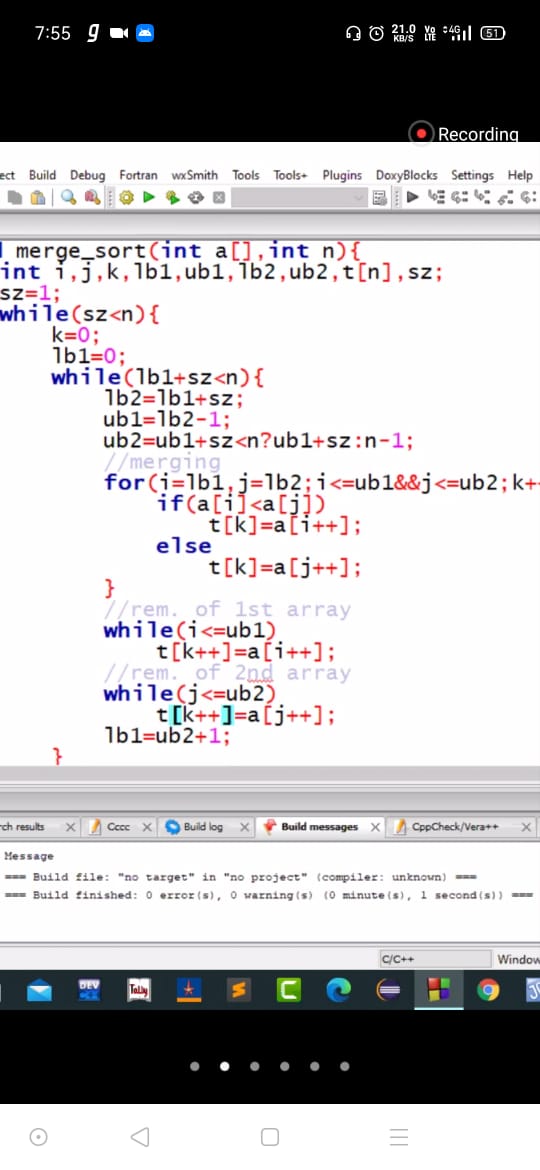 7:55 g 21.0 KB/S Vo LTE 4G 51
Recording
ect Build Debug Fortran wxSmith Tools Tools+ Plugins DoxyBlocks Settings Help
merge_sort(int a[],int n){
int i,j,k,lb1,ub1,lb2,ub2,t[n],sz;
sz=1;
while(sz<n){
k=0;
lb1=0;
while(lb1+sz<n){
lb2=lb1+sz;
ub1=lb2-1;
ub2=ub1+sz<n?ub1+sz:n-1;
//merging
for(i=lb1,j=lb2;i<=ub1&&j<=ub2;k+
if(a[i]<a[j])
t[k]=a[i++];
else
t[k]=a[j++];
}
//rem. of 1st array
while(i<=ub1)
t[k++]=a[i++];
//rem. of 2nd array
while(j<=ub2)
t[k++]=a[j++];
lb1=ub2+1;
}
rch results X Cccc X Build log X Build messages X CppCheck/Vera++ X
Message
=== Build file: "no target" in "no project" (compiler: unknown) ===
=== Build finished: 0 error(s), 0 warning(s) (0 minute(s), 1 second(s)) ===
C/C++ Window
DEV Tally S C